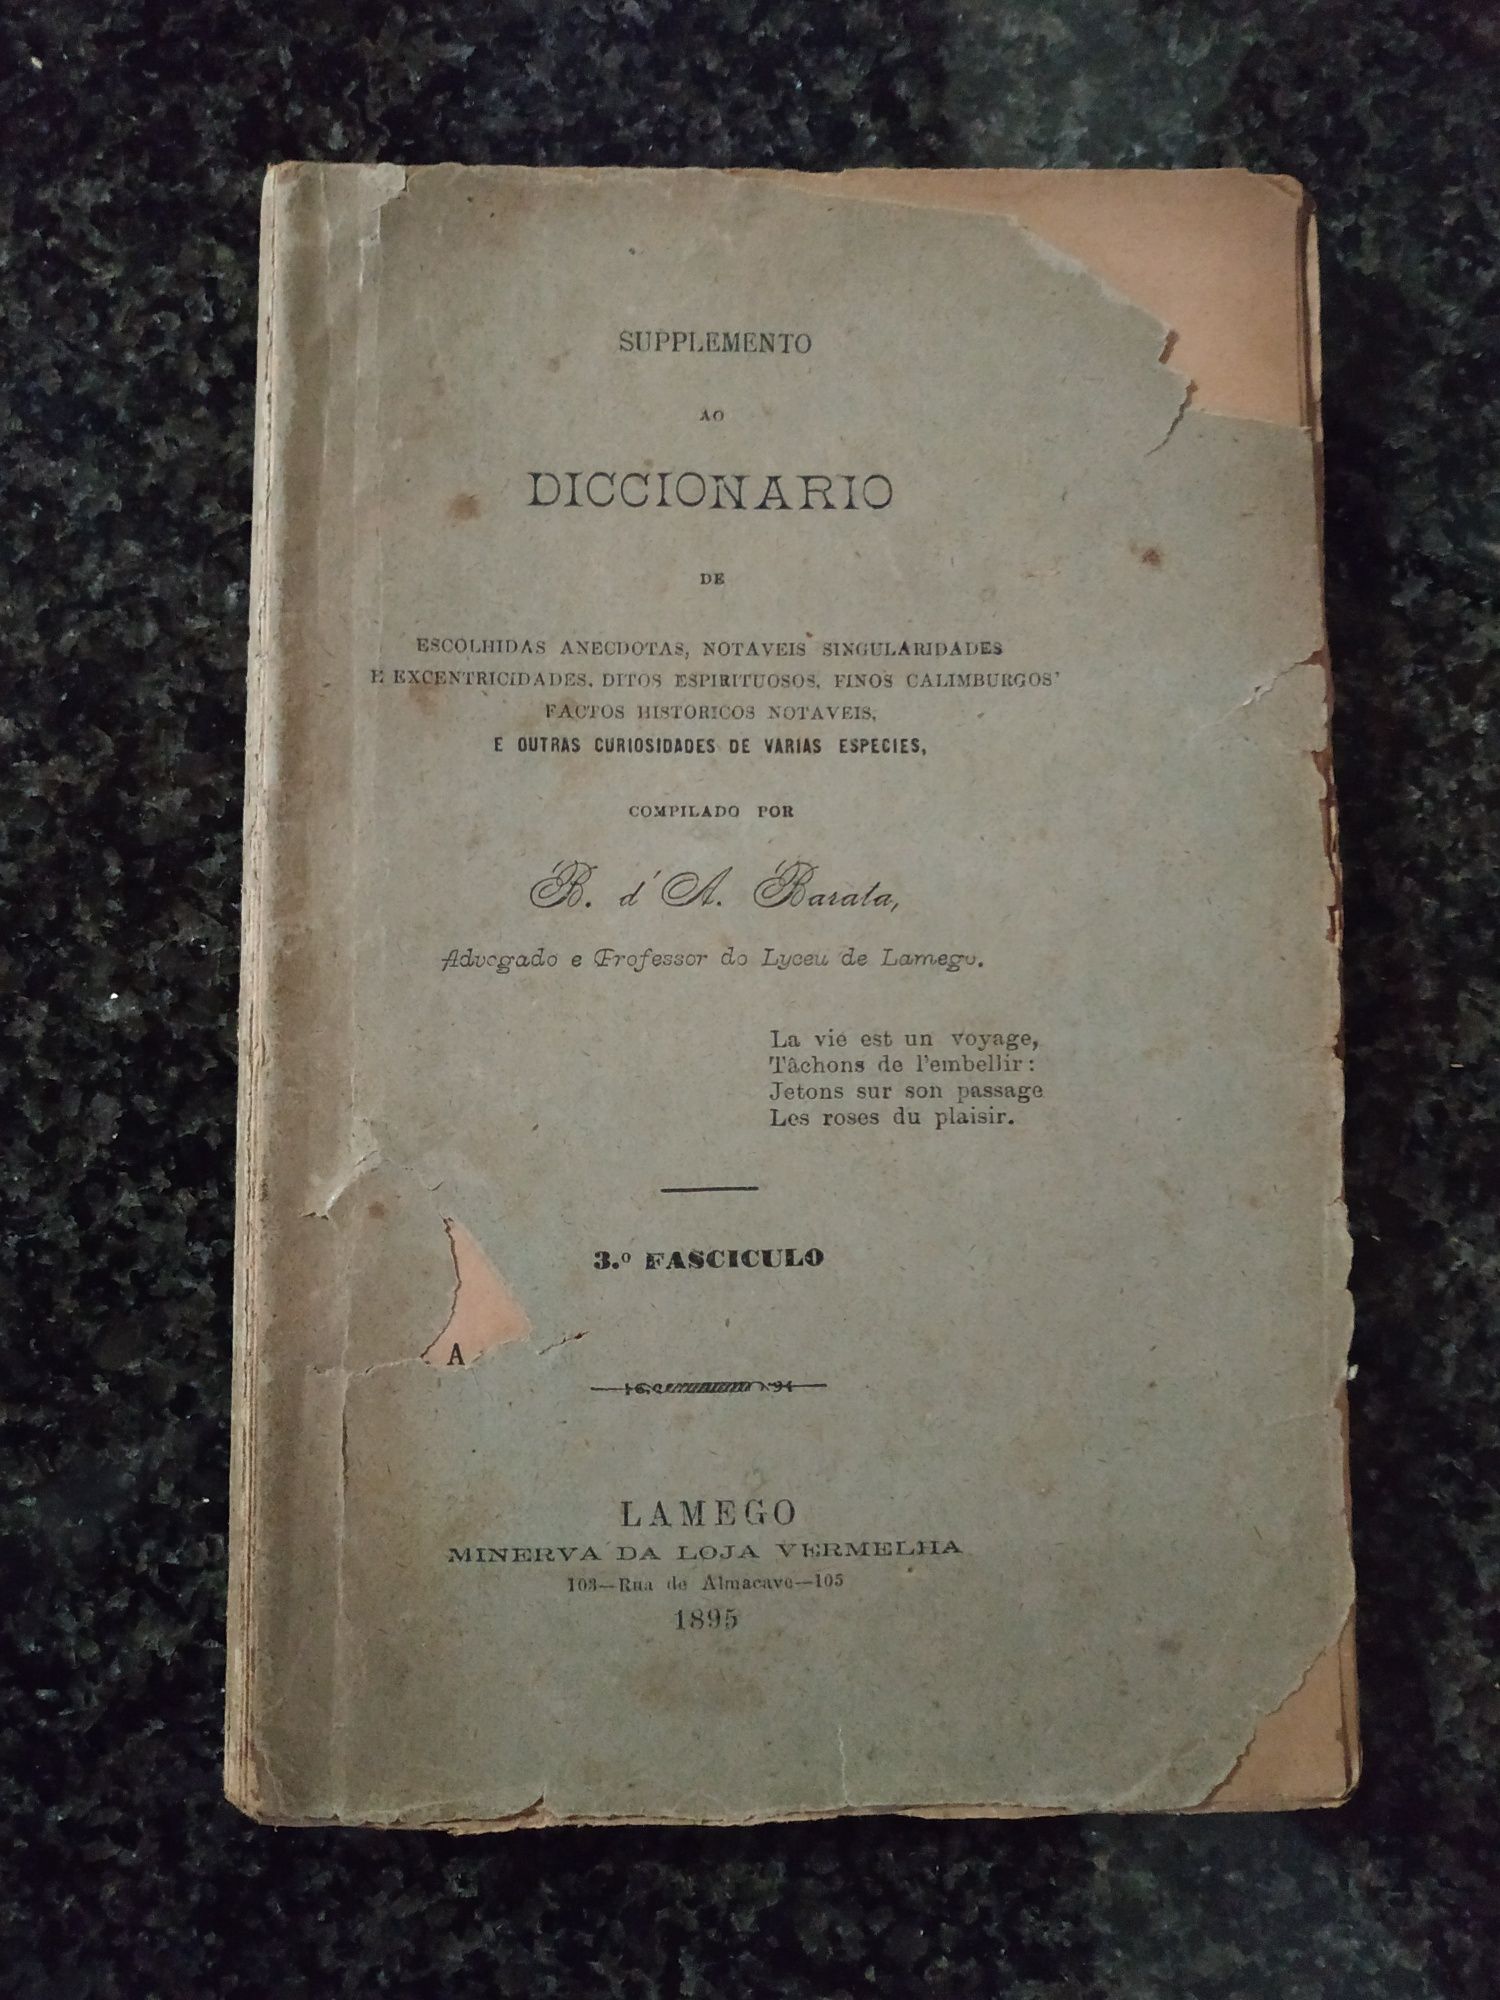 SUPPLEMENTO
AO
DICCIONARIO
DE
ESCOLHIDAS ANECDOTAS, NOTAVEIS SINGULARIDADES
E EXCENTRICIDADES, DITOS ESPIRITUOSOS, FINOS CALIMBURGOS'
FACTOS HISTORICOS NOTAVEIS,
E OUTRAS CURIOSIDADES DE VARIAS ESPECIES,
COMPILADO POR
B. d'A. Barata,
Advogado e Professor do Lyceu de Lamego.
La vie est un voyage,
Tâchons de l'embellir:
Jetons sur son passage
Les roses du plaisir.
3.º FASCICULO
A
LAMEGO
MINERVA DA LOJA VERMELHA
103—Rua de Almacave—105
1895